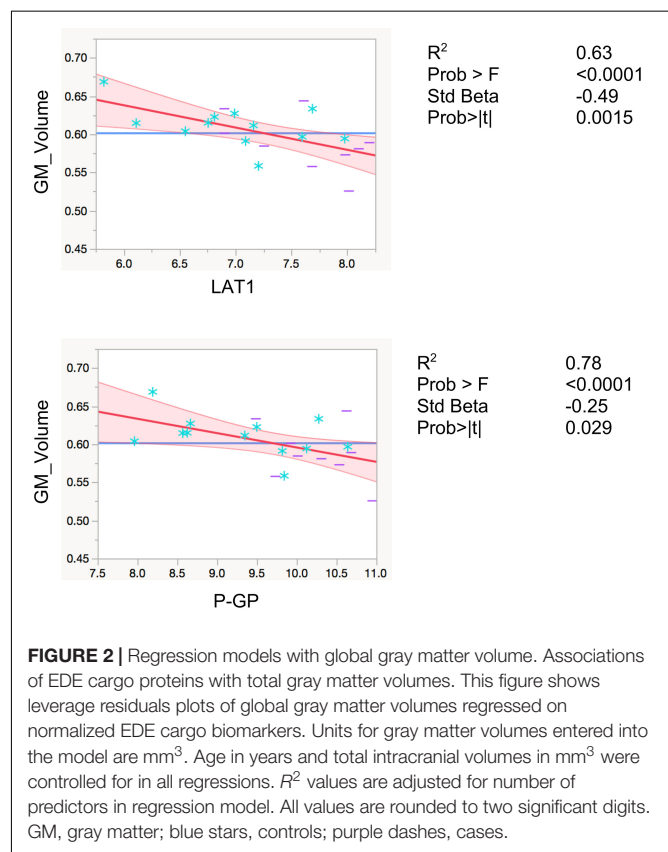 R² 0.63
Prob > F <0.0001
Std Beta -0.49
Prob>|t| 0.0015
GM_Volume
0.70
0.65
0.60
0.55
0.50
0.45
6.0 6.5 7.0 7.5 8.0
LAT1
R² 0.78
Prob > F <0.0001
Std Beta -0.25
Prob>|t| 0.029
GM_Volume
0.70
0.65
0.60
0.55
0.50
0.45
7.5 8.0 8.5 9.0 9.5 10.0 10.5 11.0
P-GP
FIGURE 2 | Regression models with global gray matter volume. Associations
of EDE cargo proteins with total gray matter volumes. This figure shows
leverage residuals plots of global gray matter volumes regressed on
normalized EDE cargo biomarkers. Units for gray matter volumes entered into
the model are mm³. Age in years and total intracranial volumes in mm³ were
controlled for in all regressions. R² values are adjusted for number of
predictors in regression model. All values are rounded to two significant digits.
GM, gray matter; blue stars, controls; purple dashes, cases.